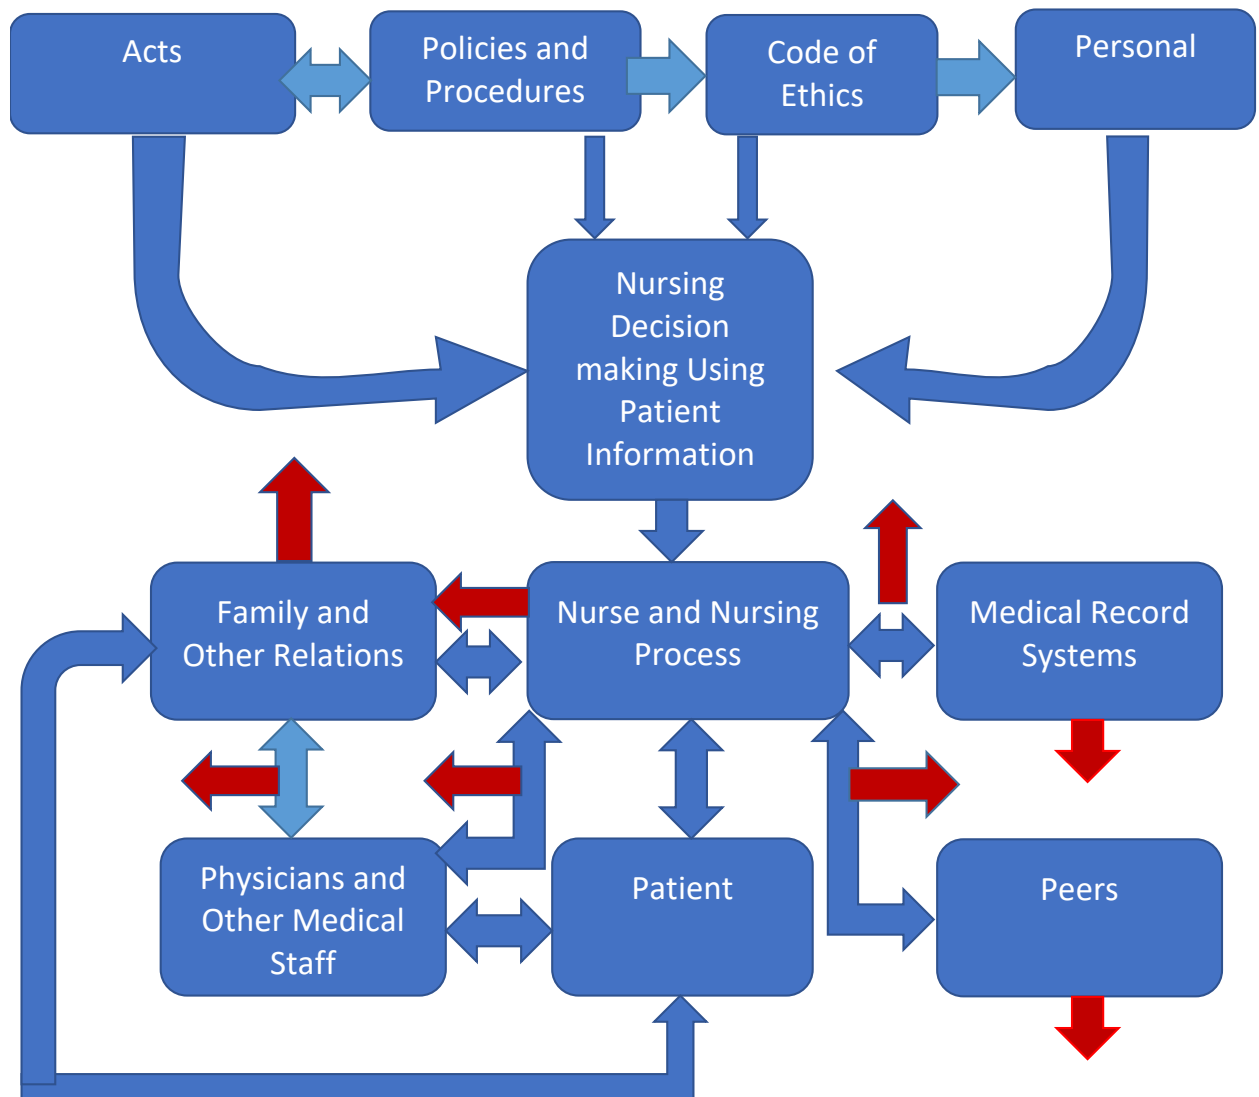 Acts
Policies and
Procedures
Code of
Ethics
Personal
Nursing
Decision
making Using
Patient
Information
Family and
Other Relations
Nurse and Nursing
Process
Medical Record
Systems
Physicians and
Other Medical
Staff
Patient
Peers